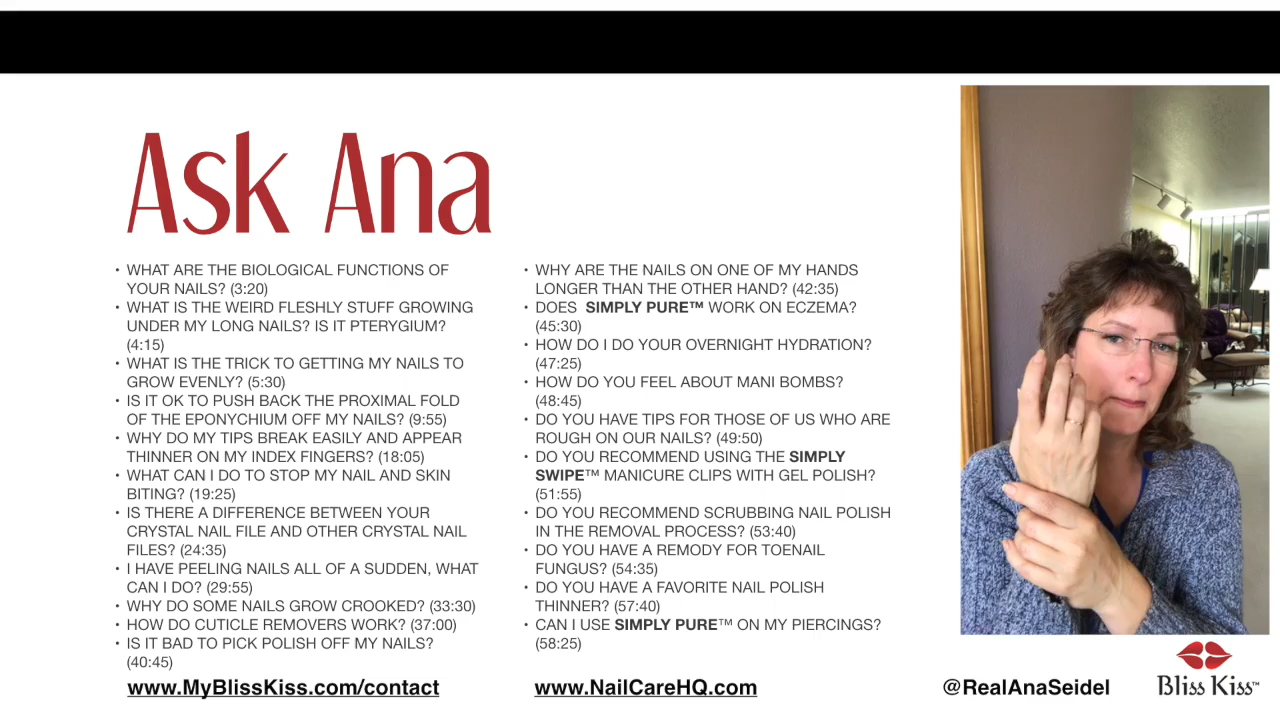 Ask Ana
• WHAT ARE THE BIOLOGICAL FUNCTIONS OF
YOUR NAILS? (3:20)
• WHAT IS THE WEIRD FLESHLY STUFF GROWING
UNDER MY LONG NAILS? IS IT PTERYGIUM?
(4:15)
• WHAT IS THE TRICK TO GETTING MY NAILS TO
GROW EVENLY? (5:30)
• IS IT OK TO PUSH BACK THE PROXIMAL FOLD
OF THE EPONYCHIUM OFF MY NAILS? (9:55)
• WHY DO MY TIPS BREAK EASILY AND APPEAR
THINNER ON MY INDEX FINGERS? (18:05)
• WHAT CAN I DO TO STOP MY NAIL AND SKIN
BITING? (19:25)
• IS THERE A DIFFERENCE BETWEEN YOUR
CRYSTAL NAIL FILE AND OTHER CRYSTAL NAIL
FILES? (24:35)
• I HAVE PEELING NAILS ALL OF A SUDDEN, WHAT
CAN I DO? (29:55)
• WHY DO SOME NAILS GROW CROOKED? (33:30)
• HOW DO CUTICLE REMOVERS WORK? (37:00)
• IS IT BAD TO PICK POLISH OFF MY NAILS?
(40:45)
• WHY ARE THE NAILS ON ONE OF MY HANDS
LONGER THAN THE OTHER HAND? (42:35)
• DOES SIMPLY PURE™ WORK ON ECZEMA?
(45:30)
• HOW DO I DO YOUR OVERNIGHT HYDRATION?
(47:25)
• HOW DO YOU FEEL ABOUT MANI BOMBS?
(48:45)
• DO YOU HAVE TIPS FOR THOSE OF US WHO ARE
ROUGH ON OUR NAILS? (49:50)
• DO YOU RECOMMEND USING THE SIMPLY
SWIPE™ MANICURE CLIPS WITH GEL POLISH?
(51:55)
• DO YOU RECOMMEND SCRUBBING NAIL POLISH
IN THE REMOVAL PROCESS? (53:40)
• DO YOU HAVE A REMODY FOR TOENAIL
FUNGUS? (54:35)
• DO YOU HAVE A FAVORITE NAIL POLISH
THINNER? (57:40)
• CAN I USE SIMPLY PURE™ ON MY PIERCINGS?
(58:25)
www.MyBlissKiss.com/contact
www.NailCareHQ.com
@RealAnaSeidel
Bliss Kiss™